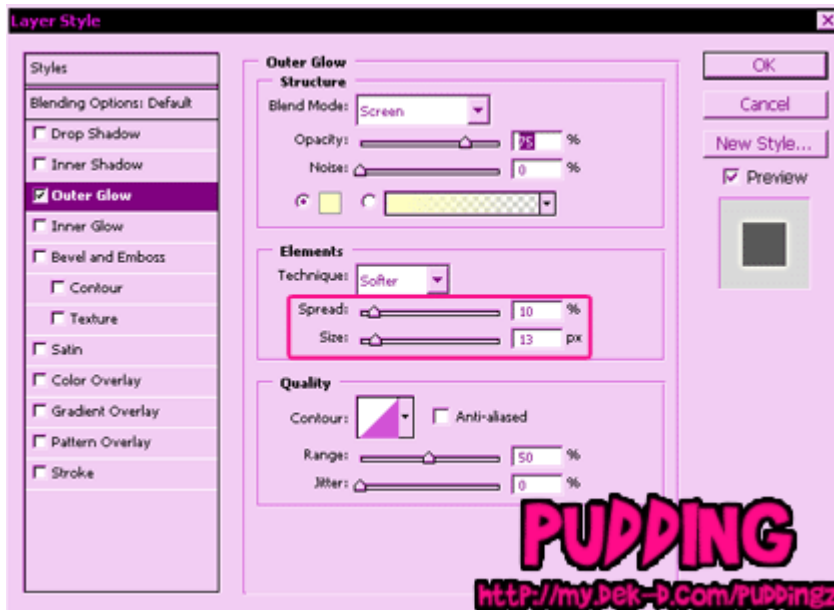 Layer Style
Styles
Blending Options: Default
Drop Shadow
Inner Shadow
Outer Glow
Inner Glow
Bevel and Emboss
Contour
Texture
Satin
Color Overlay
Gradient Overlay
Pattern Overlay
Stroke
Outer Glow
Structure
Blend Mode: Screen
Opacity: 75 %
Noise: 0 %
Elements
Technique: Softer
Spread: 10 %
Size: 13 px
Quality
Contour: Anti-aliased
Range: 50 %
Jitter: 0 %
OK
Cancel
New Style...
Preview
PUDDING
http://my.Dek-D.Com/PUDDingz